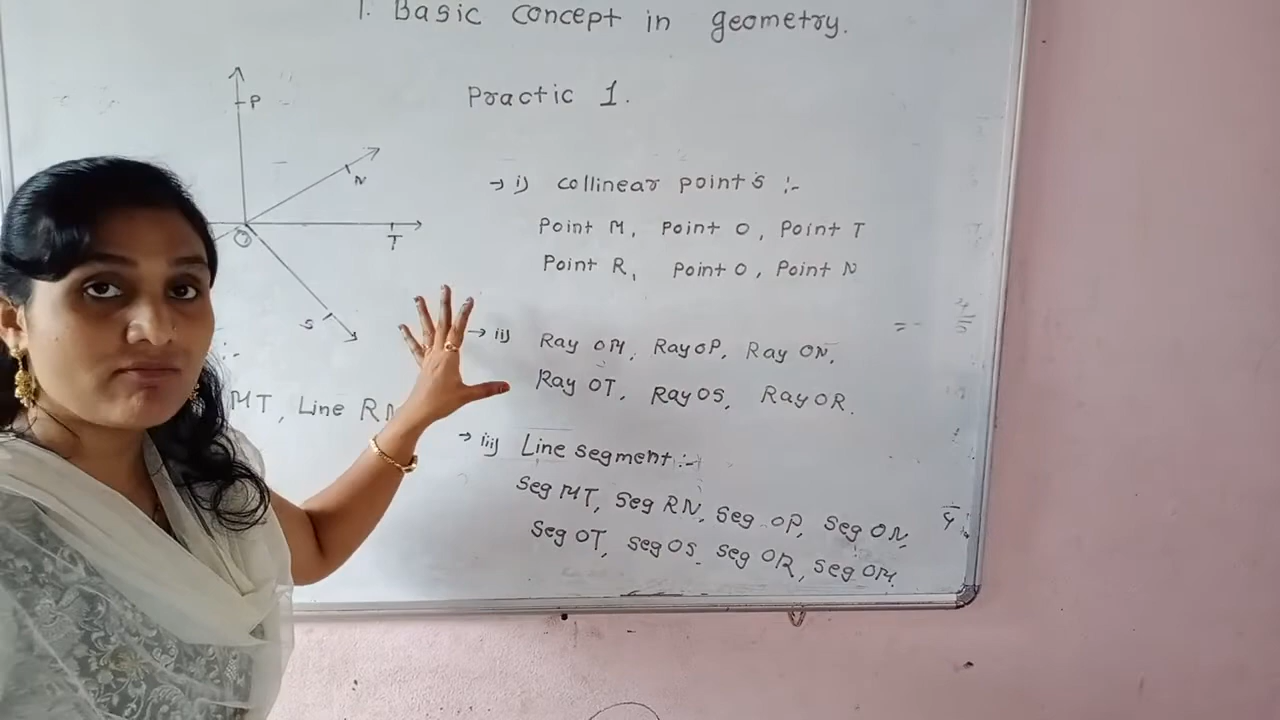 1. Basic concept in geometry.
Practic 1.
P
N
O
T
S
→ i) collinear points :-
Point M, Point O, Point T
Point R, Point O, Point N
→ ii) Ray OM, Ray OP, Ray ON,
Ray OT, Ray OS, Ray OR.
MT, Line RN
→ iii) Line segment :-
Seg MT, Seg RN, Seg OP, Seg ON,
Seg OT, seg OS, seg OR, seg OM.